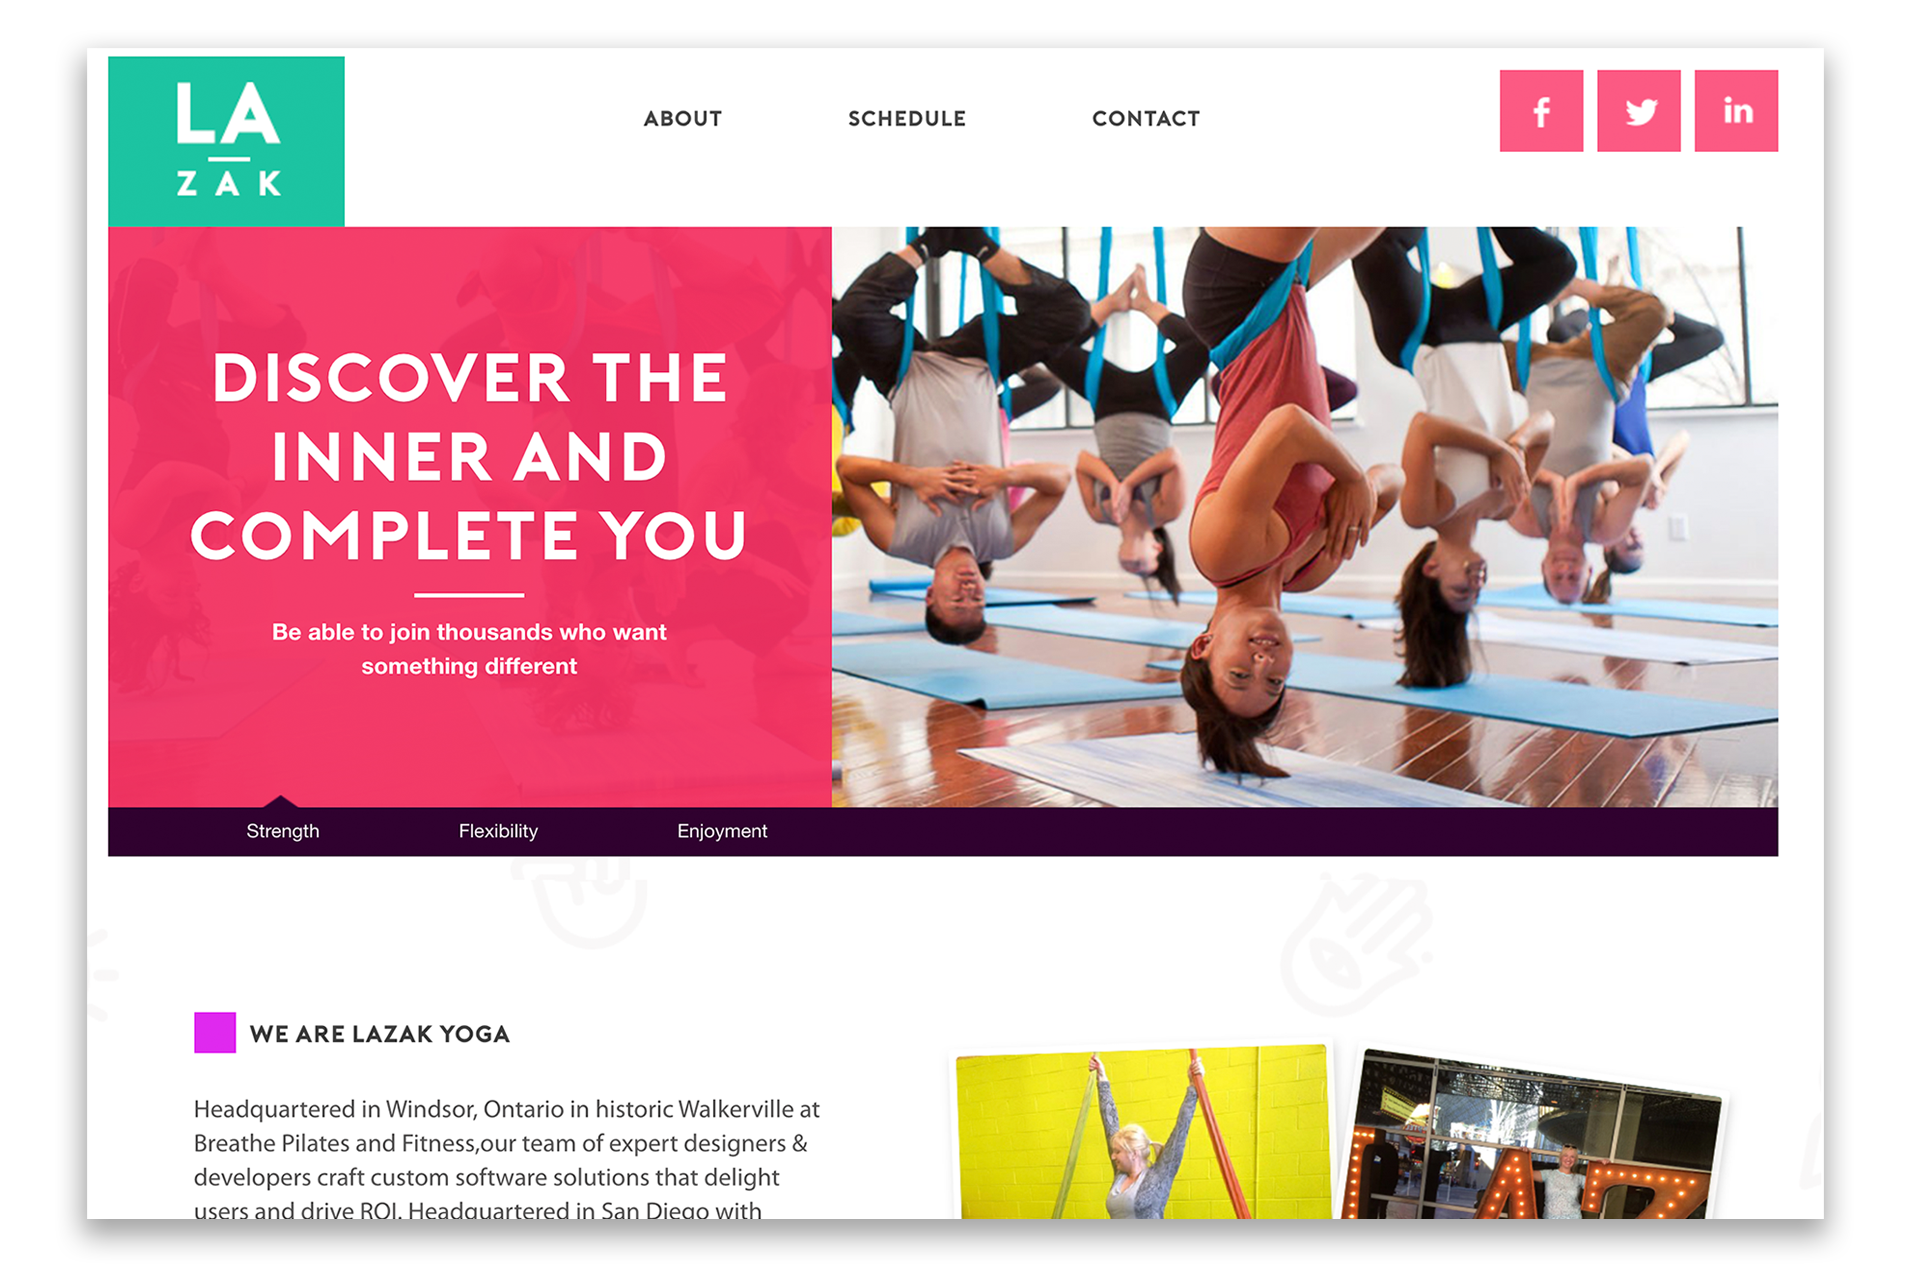 LA
ZAK
ABOUT
SCHEDULE
CONTACT
f
in
DISCOVER THE
INNER AND
COMPLETE YOU
Be able to join thousands who want
something different
Strength
Flexibility
Enjoyment
WE ARE LAZAK YOGA
Headquartered in Windsor, Ontario in historic Walkerville at
Breathe Pilates and Fitness,our team of expert designers &
developers craft custom software solutions that delight
users and drive ROI. Headquartered in San Diego with